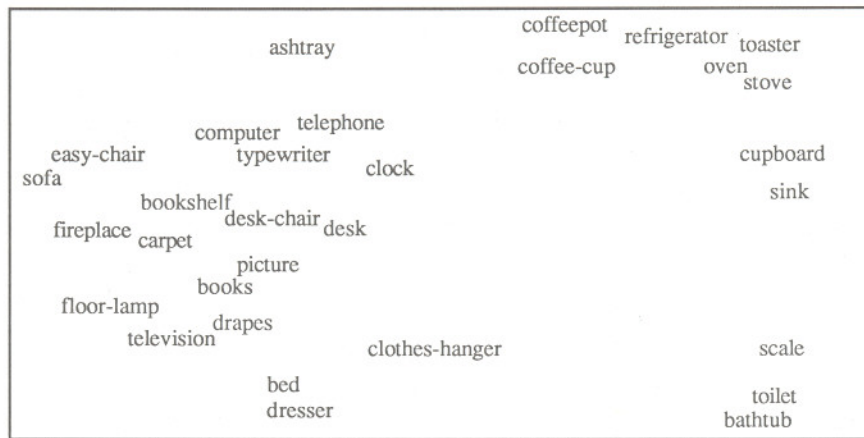 coffeepot
refrigerator
toaster
ashtray
coffee-cup
oven
stove
telephone
computer
easy-chair
typewriter
cupboard
clock
sofa
sink
bookshelf
desk-chair
fireplace
desk
carpet
picture
books
floor-lamp
drapes
television
clothes-hanger
scale
bed
toilet
dresser
bathtub